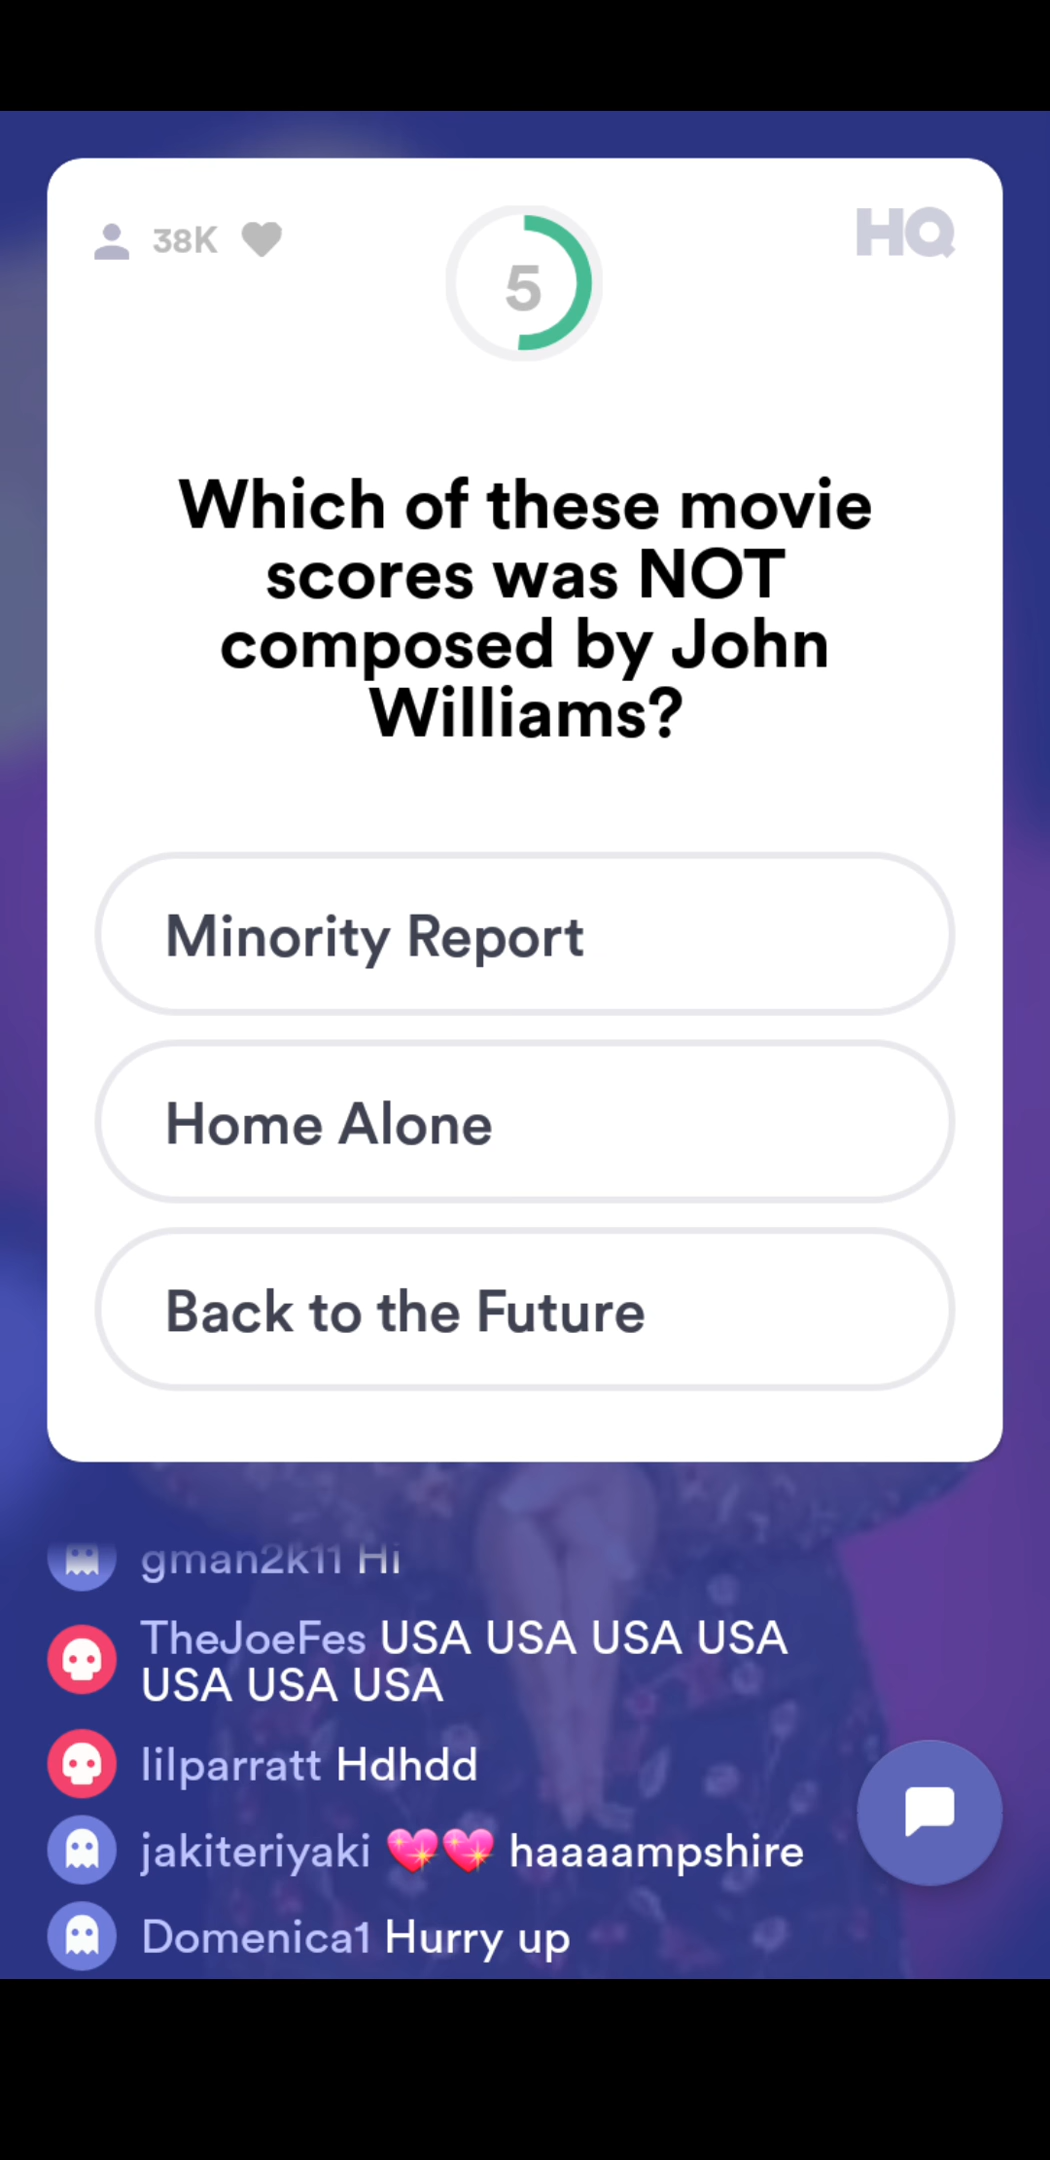 38K
5
HQ
Which of these movie
scores was NOT
composed by John
Williams?
Minority Report
Home Alone
Back to the Future
gman2k11 Hi
TheJoeFes USA USA USA USA
USA USA USA
lilparratt Hdhdd
jakiteriyaki 💖💖 haaaampshire
Domenica1 Hurry up